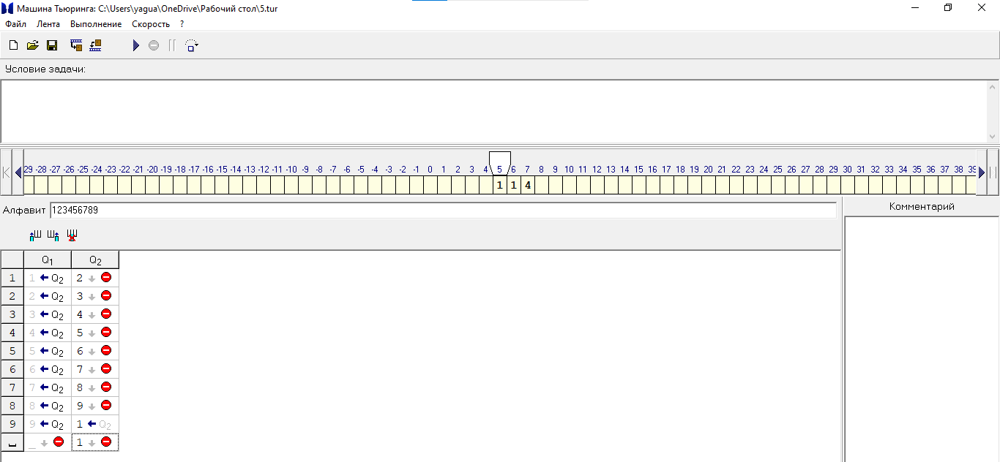 Машина Тьюринга: C:\Users\yagua\OneDrive\Рабочий стол\5.tur
Файл Лента Выполнение Скорость ?
Условие задачи:
29 -28 -27 -26 -25 -24 -23 -22 -21 -20 -19 -18 -17 -16 -15 -14 -13 -12 -11 -10 -9 -8 -7 -6 -5 -4 -3 -2 -1 0 1 2 3 4 5 6 7 8 9 10 11 12 13 14 15 16 17 18 19 20 21 22 23 24 25 26 27 28 29 30 31 32 33 34 35 36 37 38 39
1 1 4
Алфавит 123456789
Комментарий
Q1 Q2
1 1 Q2 2
2 2 Q2 3
3 3 Q2 4
4 4 Q2 5
5 5 Q2 6
6 6 Q2 7
7 7 Q2 8
8 8 Q2 9
9 9 Q2 1 Q2
_ 1